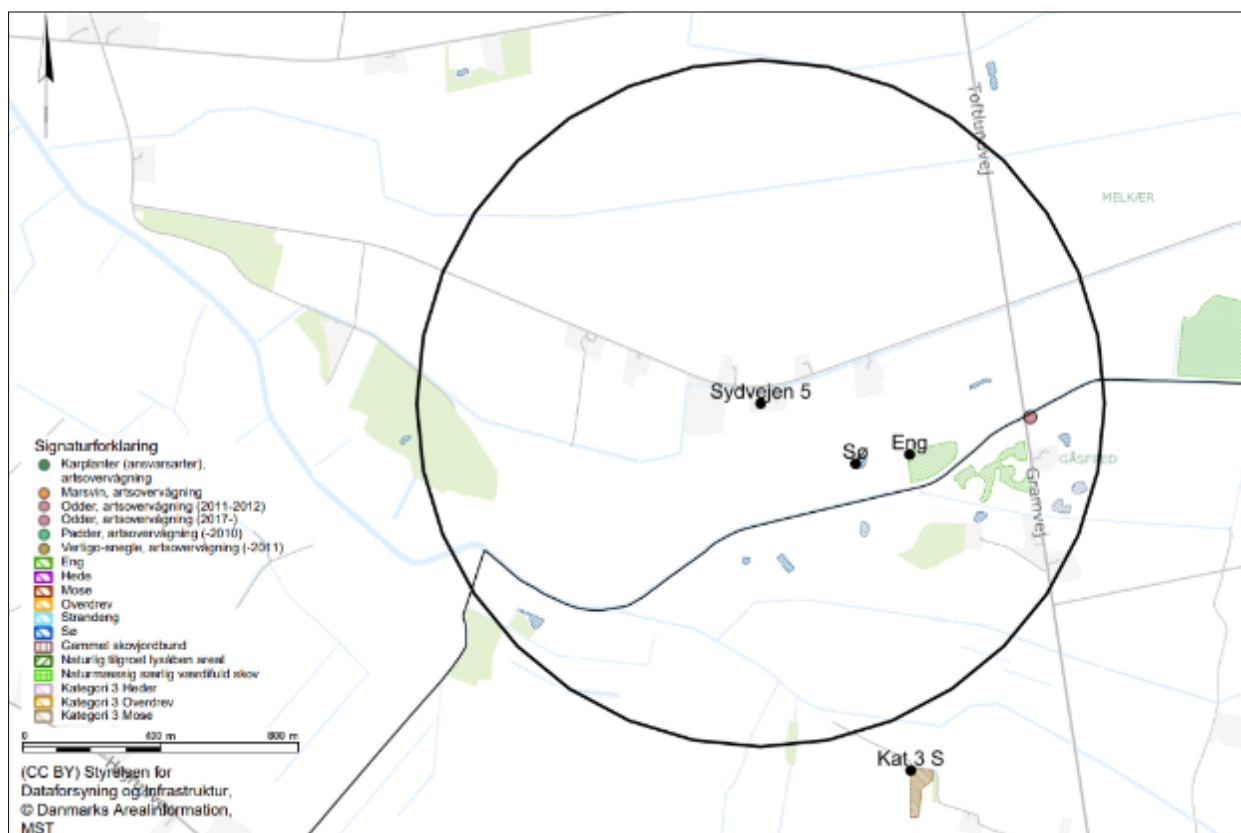 Toftlundvej
MELKÆR
Sydvejen 5
Sø
Eng
GÅSFRED
Gramvej
Kat 3 S
Signaturforklaring
Karplanter (ansvarsarter),
artsovervågning
Marsvin, artsovervågning
Odder, artsovervågning (2011-2012)
Odder, artsovervågning (2017-)
Padder, artsovervågning (-2010)
Vertigo-snegle, artsovervågning (-2011)
Eng
Hede
Mose
Overdrev
Strandeng
Sø
Gammel skovjordbund
Naturlig tilgroet lysåben areal
Naturmæssig særlig værdifuld skov
Kategori 3 Heder
Kategori 3 Overdrev
Kategori 3 Mose
0 400 m 800 m
(CC BY) Styrelsen for
Dataforsyning og Infrastruktur,
© Danmarks Arealinformation,
MST